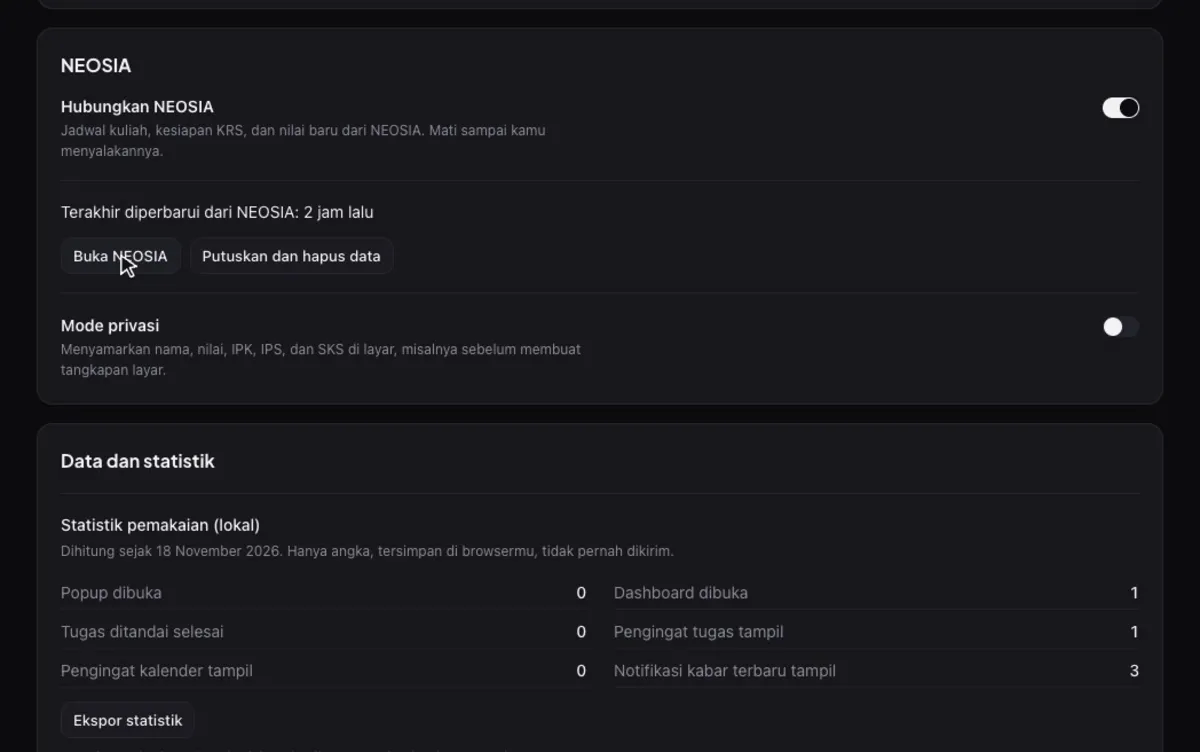 NEOSIA
Hubungkan NEOSIA
Jadwal kuliah, kesiapan KRS, dan nilai baru dari NEOSIA. Mati sampai kamu
menyalakannya.
Terakhir diperbarui dari NEOSIA: 2 jam lalu
Buka NEOSIA
Putuskan dan hapus data
Mode privasi
Menyamarkan nama, nilai, IPK, IPS, dan SKS di layar, misalnya sebelum membuat
tangkapan layar.
Data dan statistik
Statistik pemakaian (lokal)
Dihitung sejak 18 November 2026. Hanya angka, tersimpan di browsermu, tidak pernah dikirim.
Popup dibuka 0
Dashboard dibuka 1
Tugas ditandai selesai 0
Pengingat tugas tampil 1
Pengingat kalender tampil 0
Notifikasi kabar terbaru tampil 3
Ekspor statistik